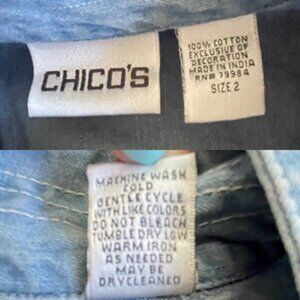 CHICO'S
100% COTTON
EXCLUSIVE OF
DECORATION
MADE IN INDIA
RN# 79984
SIZE 2
MACHINE WASH
COLD
GENTLE CYCLE
WITH LIKE COLORS
DO NOT BLEACH
TUMBLE DRY LOW
WARM IRON
AS NEEDED
MAY BE
DRYCLEANED